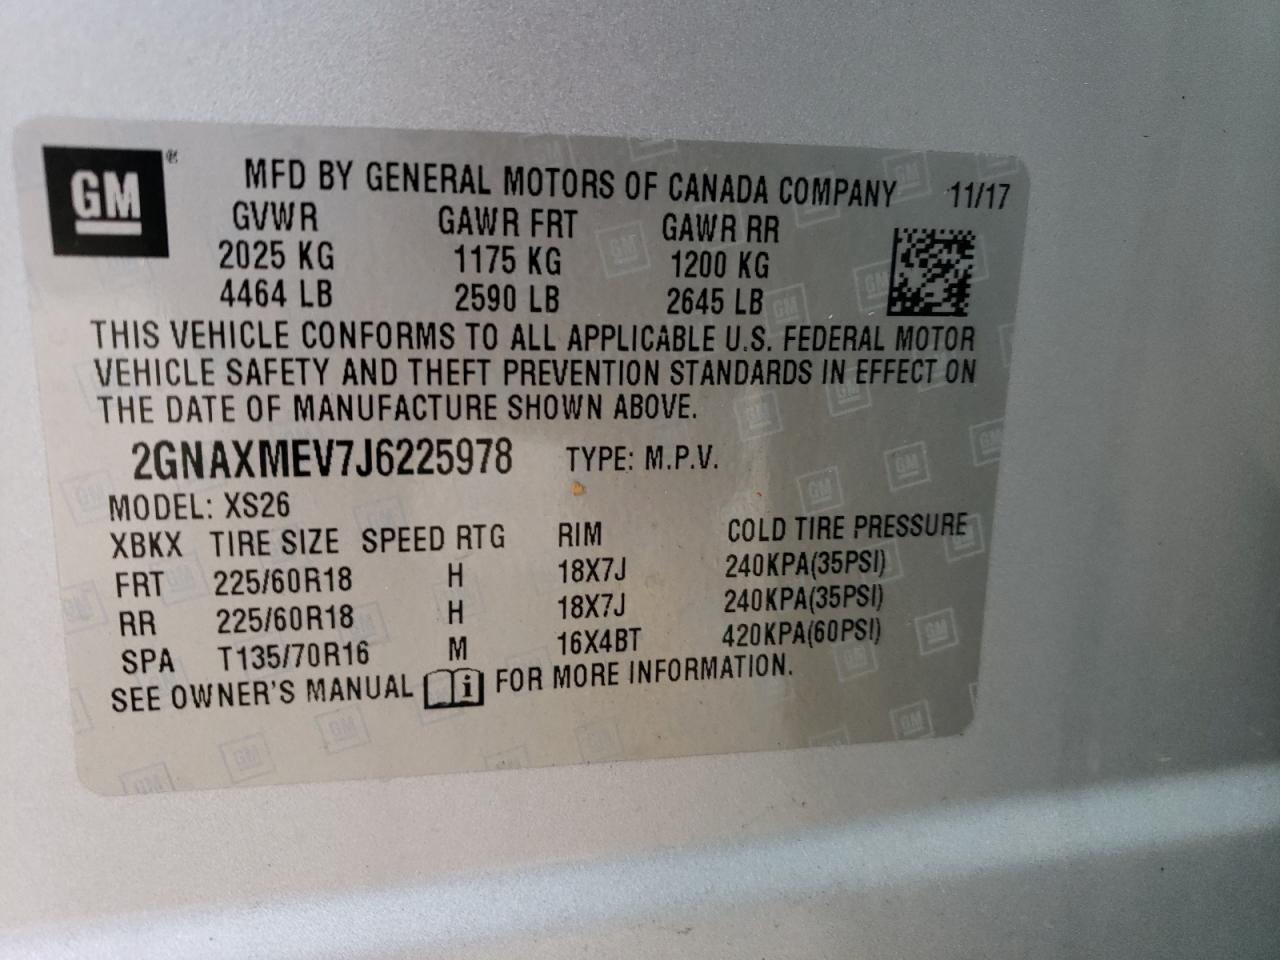 GM ®
MFD BY GENERAL MOTORS OF CANADA COMPANY 11/17
GVWR GAWR FRT GAWR RR
2025 KG 1175 KG 1200 KG
4464 LB 2590 LB 2645 LB
THIS VEHICLE CONFORMS TO ALL APPLICABLE U.S. FEDERAL MOTOR
VEHICLE SAFETY AND THEFT PREVENTION STANDARDS IN EFFECT ON
THE DATE OF MANUFACTURE SHOWN ABOVE.
2GNAXMEV7J6225978 TYPE: M.P.V.
MODEL: XS26
XBKX TIRE SIZE SPEED RTG RIM COLD TIRE PRESSURE
FRT 225/60R18 H 18X7J 240KPA(35PSI)
RR 225/60R18 H 18X7J 240KPA(35PSI)
SPA T135/70R16 M 16X4BT 420KPA(60PSI)
SEE OWNER'S MANUAL i FOR MORE INFORMATION.